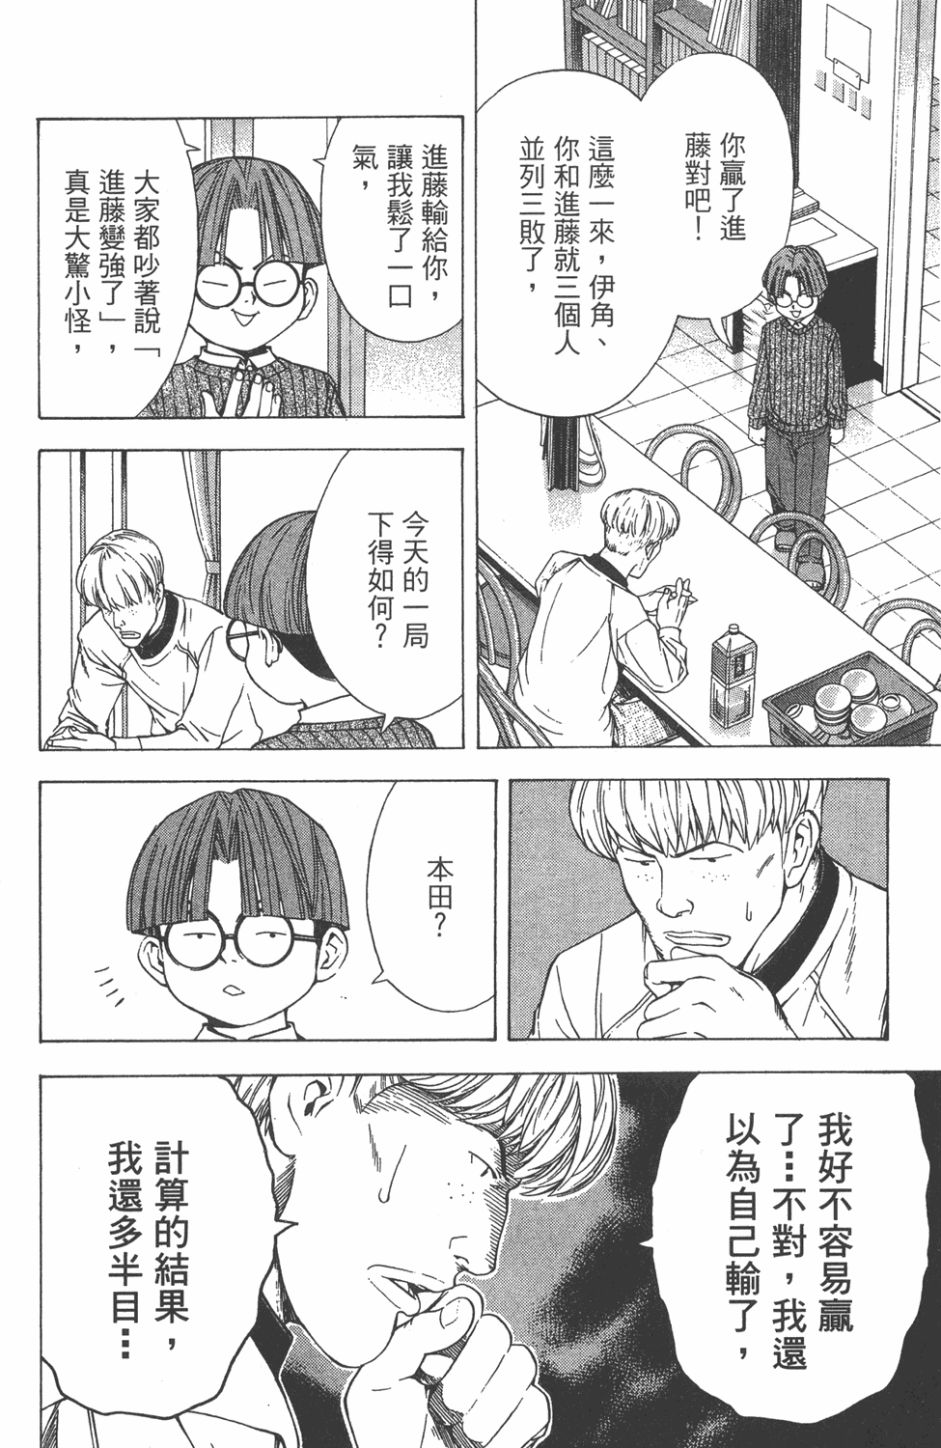 你贏了進
藤對吧！
這麼一來，伊角、
你和進藤就三個人
並列三敗了，
進藤輸給你，
讓我鬆了一口
氣，
大家都吵著說「
進藤變強了」，
真是大驚小怪，
今天的一局
下得如何？
本田？
我好不容易贏
了…不對，我還
以為自己輸了，
計算的結果，
我還多半目…